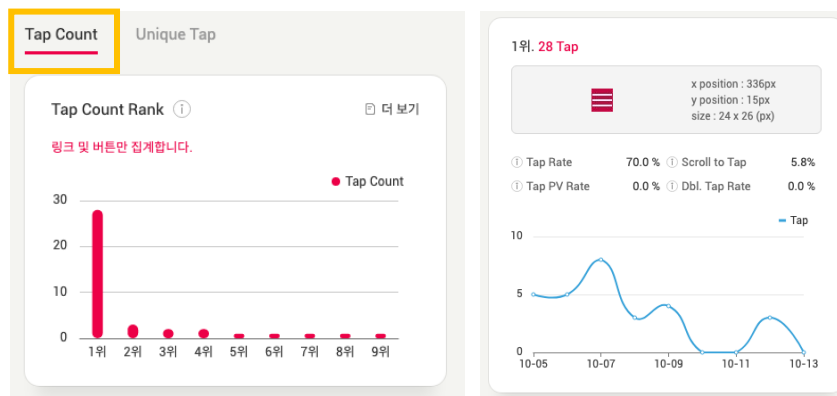 Tap Count
Unique Tap
Tap Count Rank
더 보기
링크 및 버튼만 집계합니다.
Tap Count
30
20
10
0
1위 2위 3위 4위 5위 6위 7위 8위 9위
1위. 28 Tap
x position : 336px
y position : 15px
size : 24 x 26 (px)
Tap Rate 70.0 % Scroll to Tap 5.8%
Tap PV Rate 0.0 % Dbl. Tap Rate 0.0 %
Tap
10
5
0
10-05 10-07 10-09 10-11 10-13